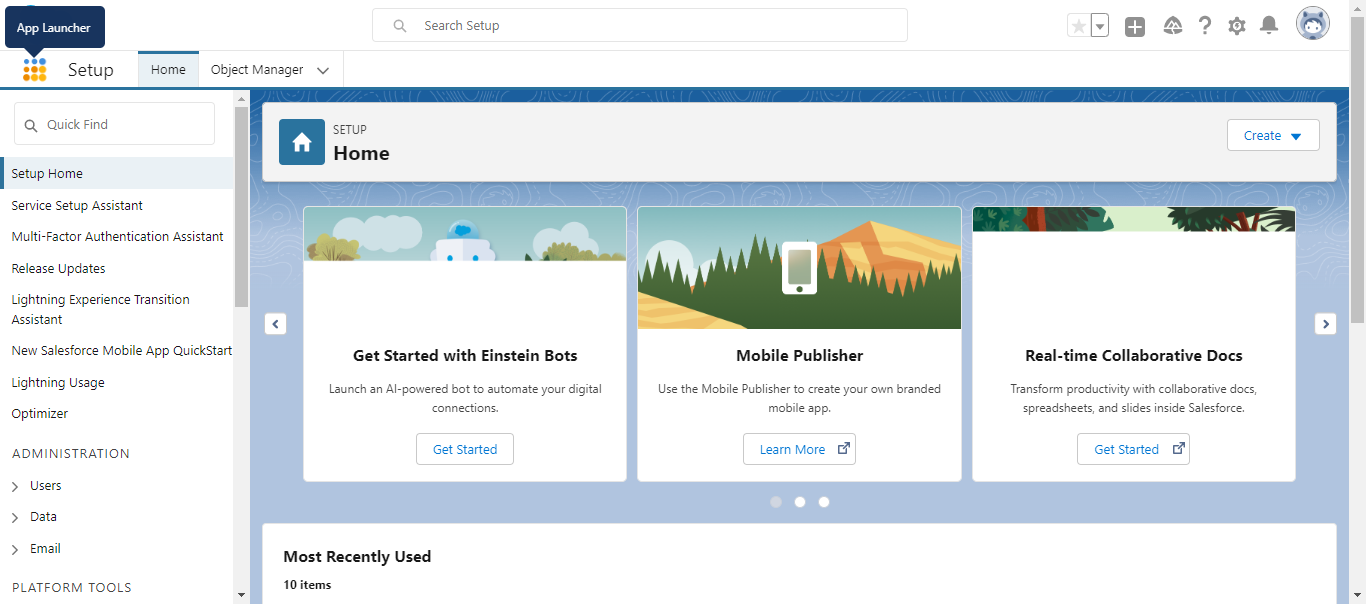 App Launcher
Search Setup
Setup
Home
Object Manager
Quick Find
Setup Home
Service Setup Assistant
Multi-Factor Authentication Assistant
Release Updates
Lightning Experience Transition
Assistant
New Salesforce Mobile App QuickStart
Lightning Usage
Optimizer
ADMINISTRATION
Users
Data
Email
PLATFORM TOOLS
SETUP
Home
Create
Get Started with Einstein Bots
Launch an AI-powered bot to automate your digital
connections.
Get Started
Mobile Publisher
Use the Mobile Publisher to create your own branded
mobile app.
Learn More
Real-time Collaborative Docs
Transform productivity with collaborative docs,
spreadsheets, and slides inside Salesforce.
Get Started
Most Recently Used
10 items